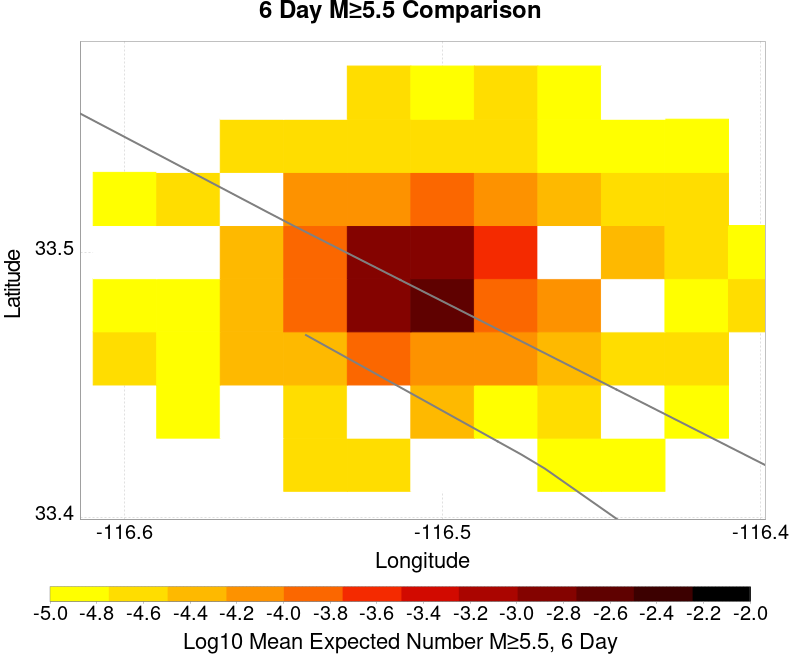 6 Day M≥5.5 Comparison
Latitude
33.5
33.4
-116.6 -116.5 -116.4
Longitude
-5.0 -4.8 -4.6 -4.4 -4.2 -4.0 -3.8 -3.6 -3.4 -3.2 -3.0 -2.8 -2.6 -2.4 -2.2 -2.0
Log10 Mean Expected Number M≥5.5, 6 Day